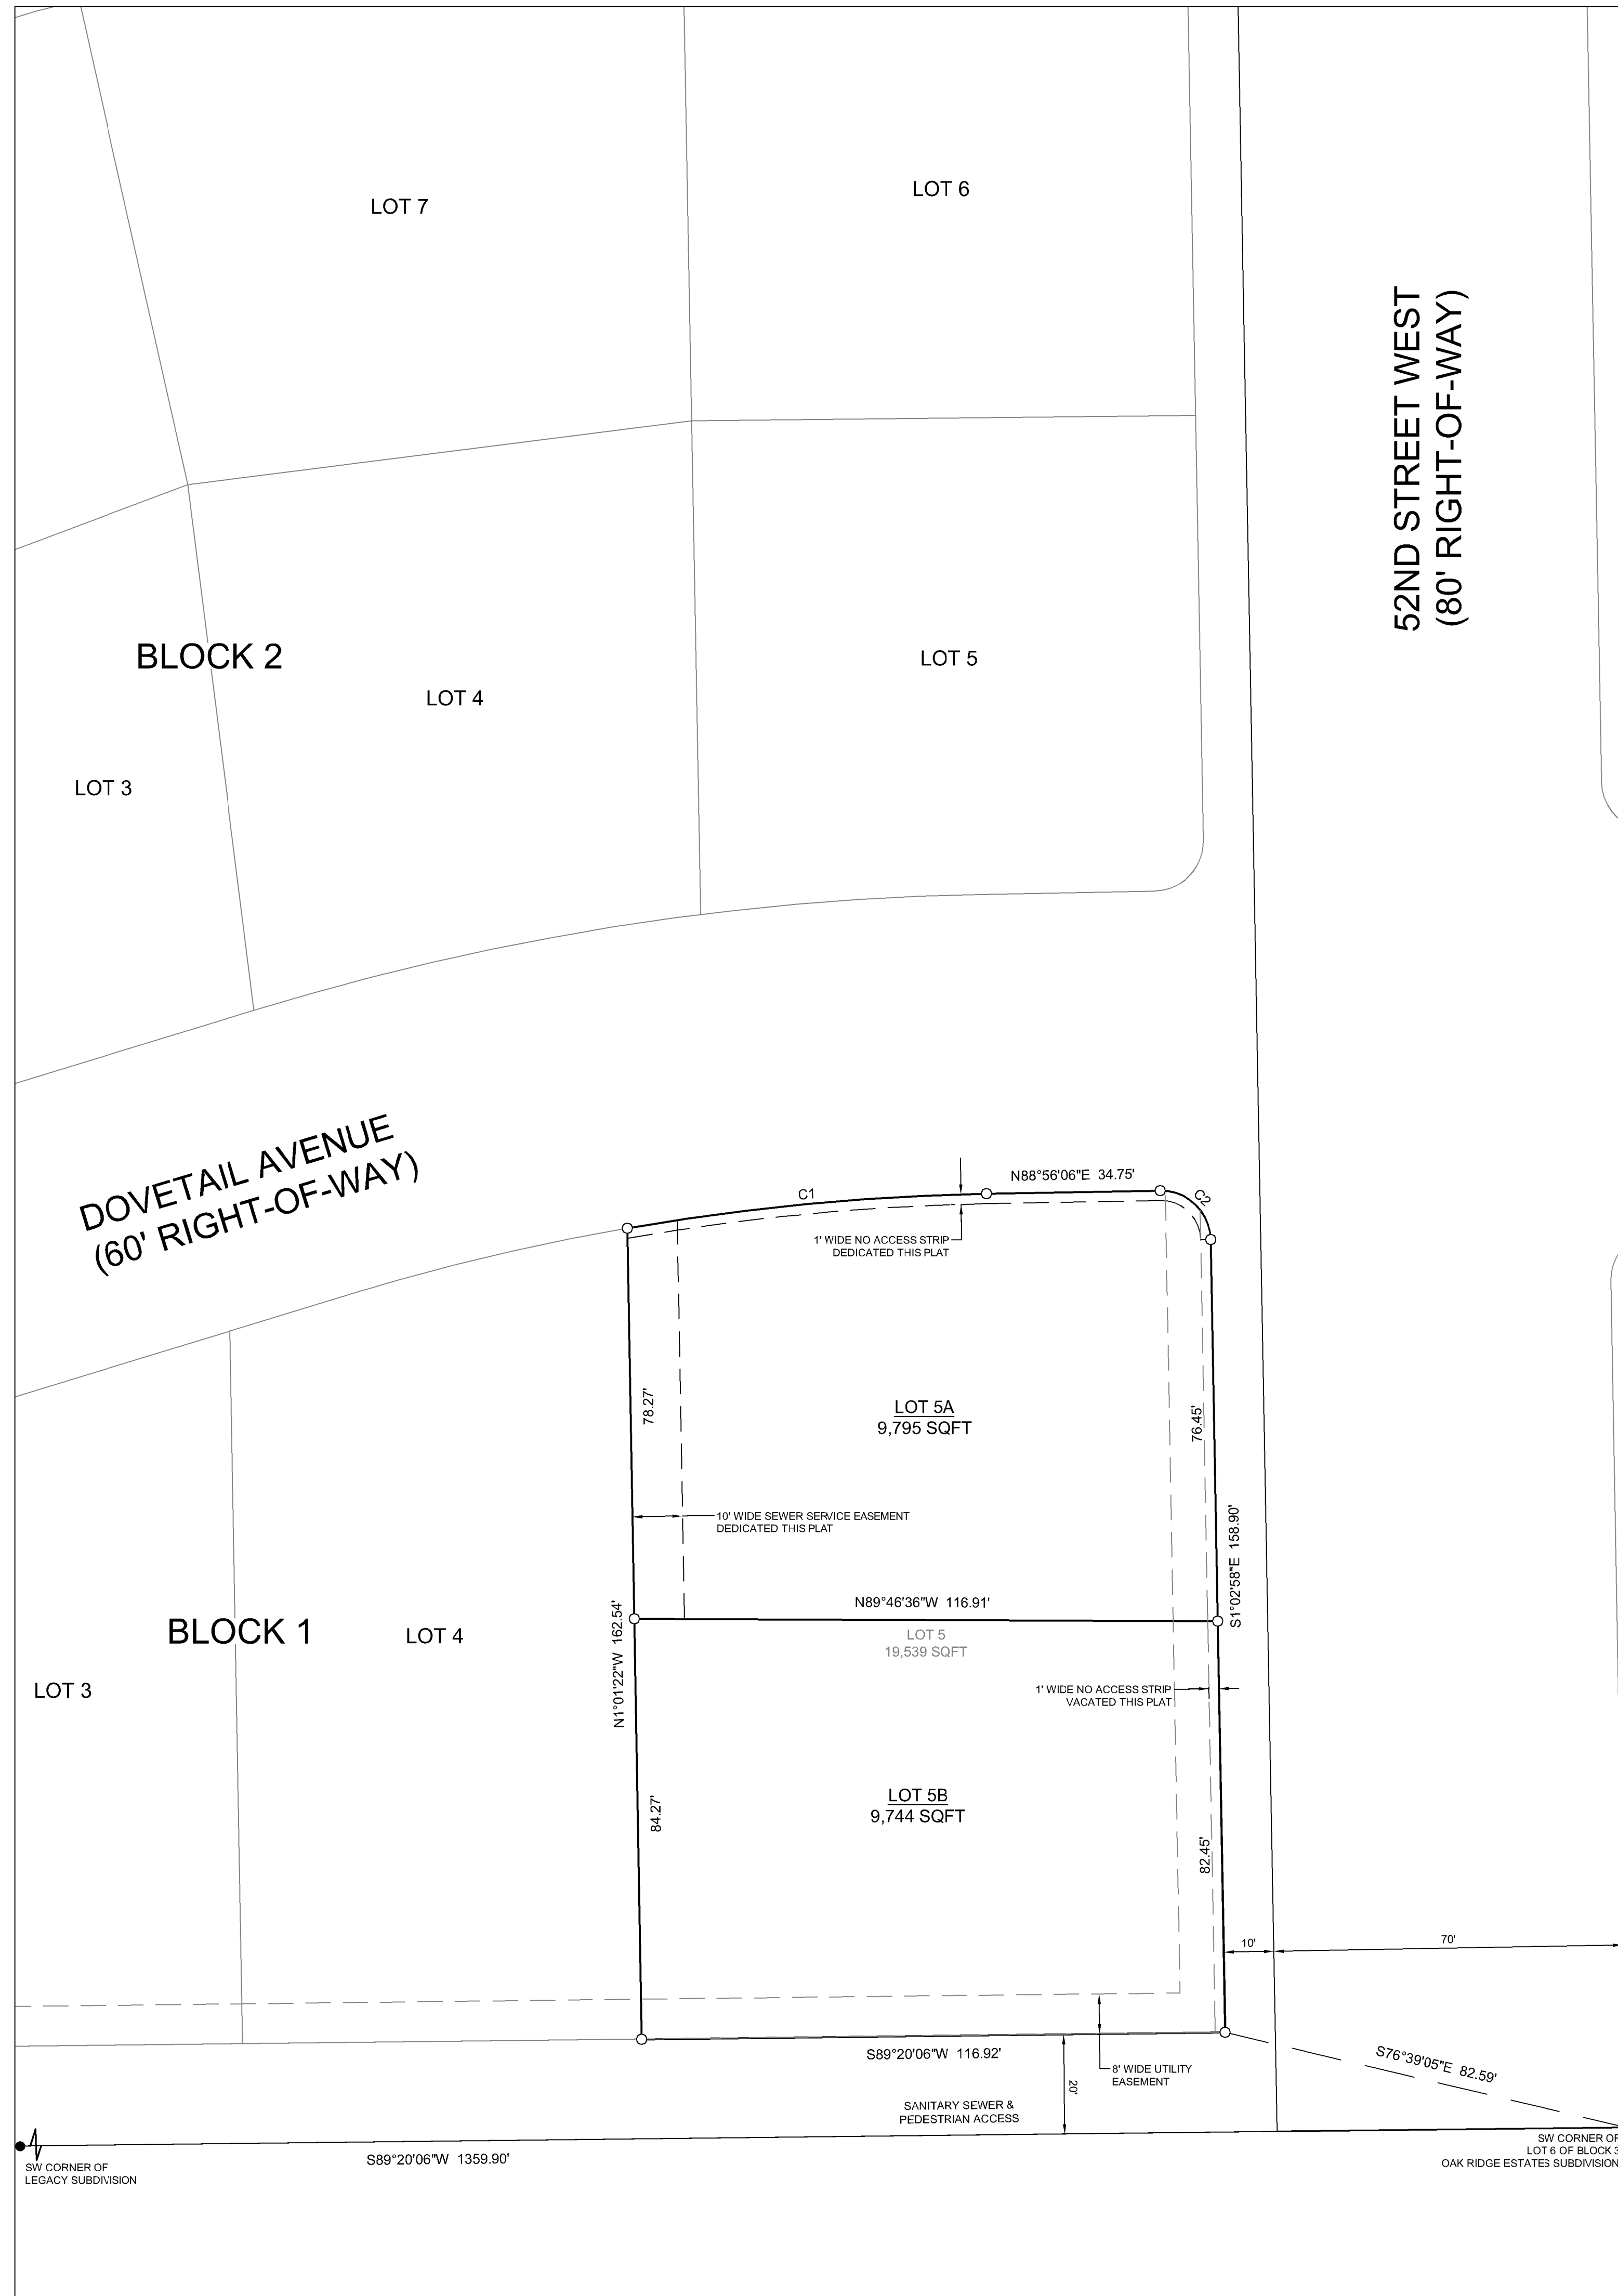 LOT 7
LOT 6
52ND STREET WEST
(80' RIGHT-OF-WAY)
BLOCK 2
LOT 5
LOT 4
LOT 3
DOVETAIL AVENUE
(60' RIGHT-OF-WAY)
C1
N88°56'06"E 34.75'
C2
1' WIDE NO ACCESS STRIP
DEDICATED THIS PLAT
78.27'
LOT 5A
9,795 SQFT
76.45'
10' WIDE SEWER SERVICE EASEMENT
DEDICATED THIS PLAT
S1°02'58"E 158.90'
N89°46'36"W 116.91'
BLOCK 1
LOT 4
N1°01'22"W 162.54'
LOT 5
19,539 SQFT
LOT 3
1' WIDE NO ACCESS STRIP
VACATED THIS PLAT
84.27'
LOT 5B
9,744 SQFT
82.45'
10'
70'
S89°20'06"W 116.92'
8' WIDE UTILITY
EASEMENT
S76°39'05"E 82.59'
20'
SANITARY SEWER &
PEDESTRIAN ACCESS
SW CORNER OF
LOT 6 OF BLOCK 3
OAK RIDGE ESTATES SUBDIVISION
S89°20'06"W 1359.90'
SW CORNER OF
LEGACY SUBDIVISION